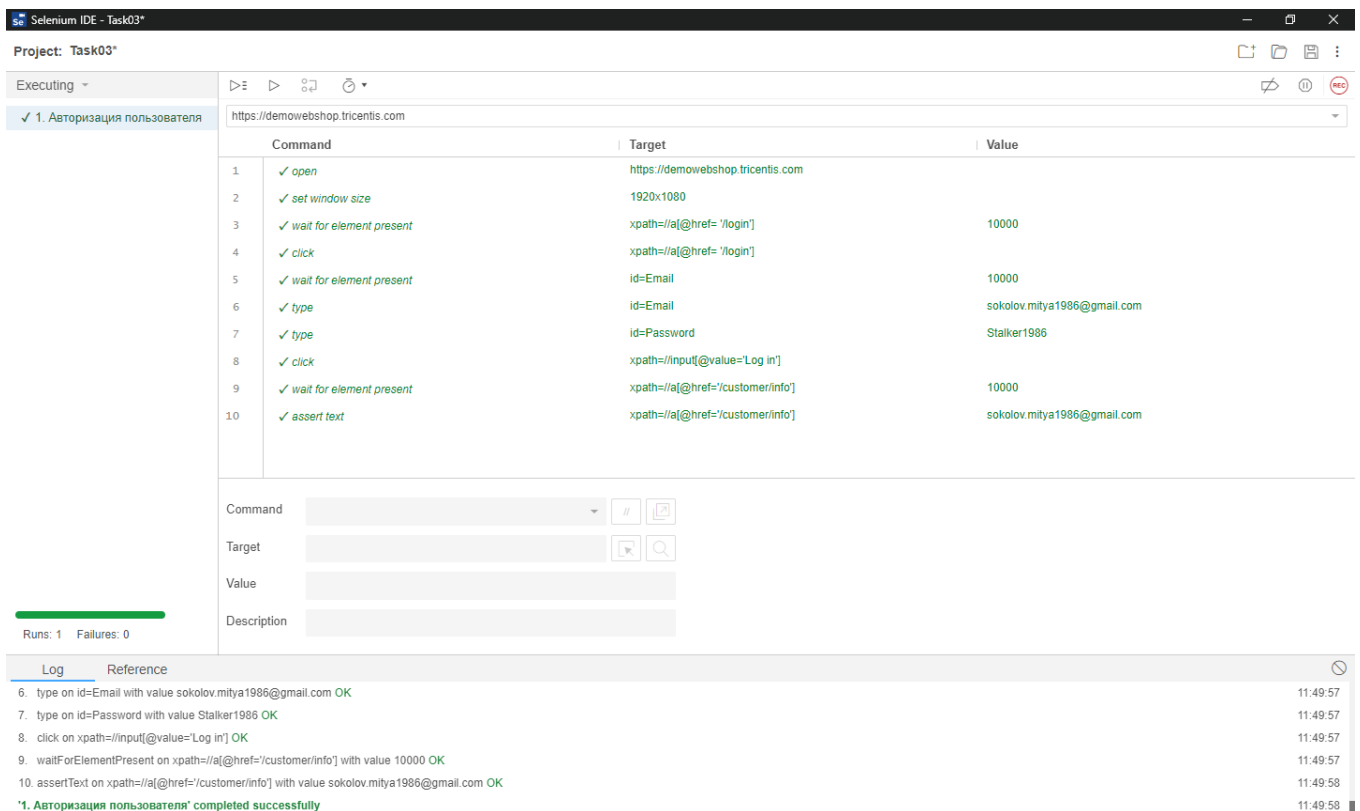 Se Selenium IDE - Task03*
Project: Task03*
Executing
https://demowebshop.tricentis.com
✓ 1. Авторизация пользователя
REC
Command Target Value
1 ✓ open https://demowebshop.tricentis.com
2 ✓ set window size 1920x1080
3 ✓ wait for element present xpath=//a[@href= '/login'] 10000
4 ✓ click xpath=//a[@href= '/login']
5 ✓ wait for element present id=Email 10000
6 ✓ type id=Email sokolov.mitya1986@gmail.com
7 ✓ type id=Password Stalker1986
8 ✓ click xpath=//input[@value='Log in']
9 ✓ wait for element present xpath=//a[@href='/customer/info'] 10000
10 ✓ assert text xpath=//a[@href='/customer/info'] sokolov.mitya1986@gmail.com
Command //
Target
Value
Description
Runs: 1 Failures: 0
Log Reference
6. type on id=Email with value sokolov.mitya1986@gmail.com OK 11:49:57
7. type on id=Password with value Stalker1986 OK 11:49:57
8. click on xpath=//input[@value='Log in'] OK 11:49:57
9. waitForElementPresent on xpath=//a[@href='/customer/info'] with value 10000 OK 11:49:57
10. assertText on xpath=//a[@href='/customer/info'] with value sokolov.mitya1986@gmail.com OK 11:49:58
'1. Авторизация пользователя' completed successfully 11:49:58